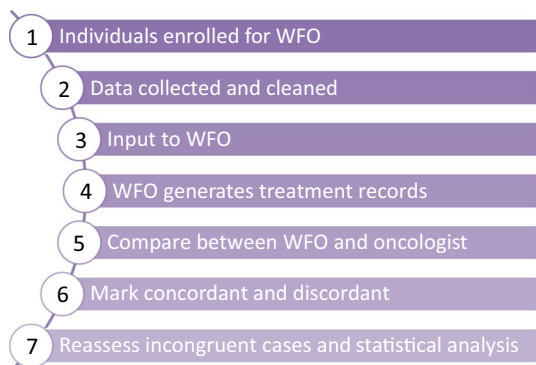 1 Individuals enrolled for WFO
2 Data collected and cleaned
3 Input to WFO
4 WFO generates treatment records
5 Compare between WFO and oncologist
6 Mark concordant and discordant
7 Reassess incongruent cases and statistical analysis